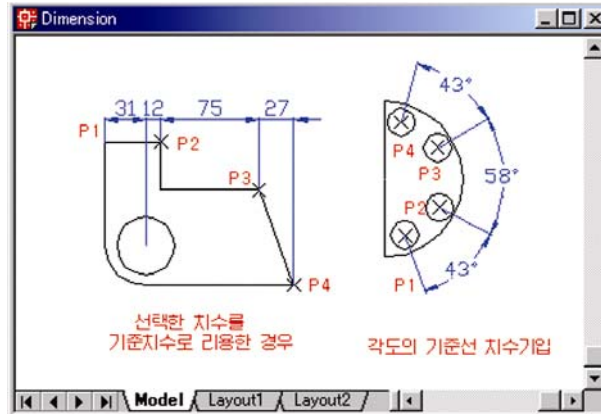 Dimension
31 12 75 27
P1
P2
P3
P4
선택한 치수를
기준치수로 리용한 경우
43°
58°
43°
P4
P3
P2
P1
각도의 기준선 치수기입
Model Layout1 Layout2